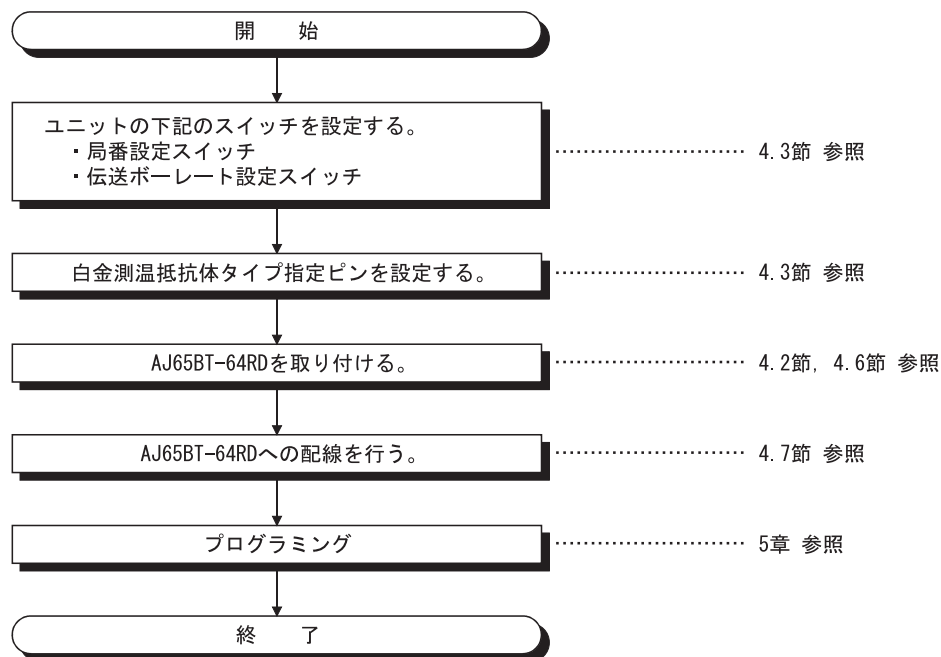 開　始
ユニットの下記のスイッチを設定する。
・局番設定スイッチ
・伝送ボーレート設定スイッチ
4.3節 参照
白金測温抵抗体タイプ指定ピンを設定する。
4.3節 参照
AJ65BT-64RDを取り付ける。
4.2節, 4.6節 参照
AJ65BT-64RDへの配線を行う。
4.7節 参照
プログラミング
5章 参照
終　了